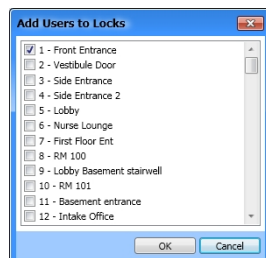 Add Users to Locks
1 - Front Entrance
2 - Vestibule Door
3 - Side Entrance
4 - Side Entrance 2
5 - Lobby
6 - Nurse Lounge
7 - First Floor Ent
8 - RM 100
9 - Lobby Basement stairwell
10 - RM 101
11 - Basement entrance
12 - Intake Office
OK Cancel